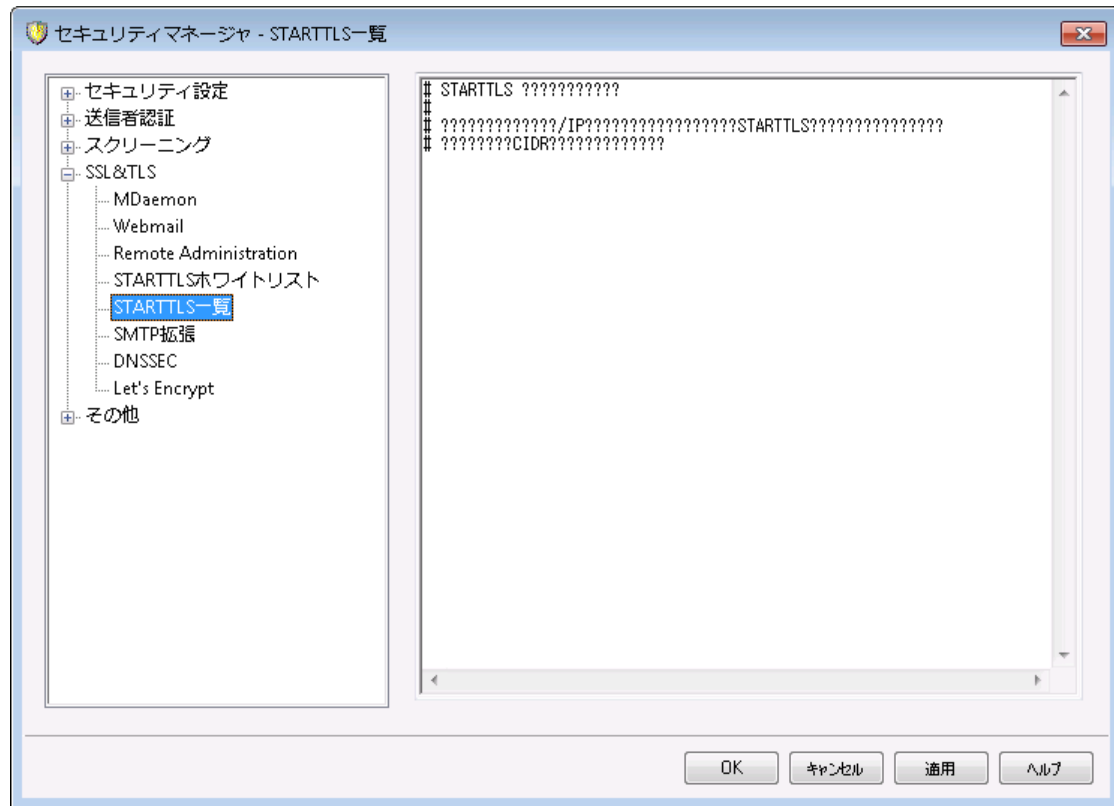 セキュリティマネージャ - STARTTLS一覧
セキュリティ設定
送信者認証
スクリーニング
SSL&TLS
MDaemon
Webmail
Remote Administration
STARTTLSホワイトリスト
STARTTLS一覧
SMTP拡張
DNSSEC
Let's Encrypt
その他
# STARTTLS ???????????
#
# ?????????????/IP?????????????????STARTTLS???????????????
# ????????CIDR?????????????
OK
キャンセル
適用
ヘルプ